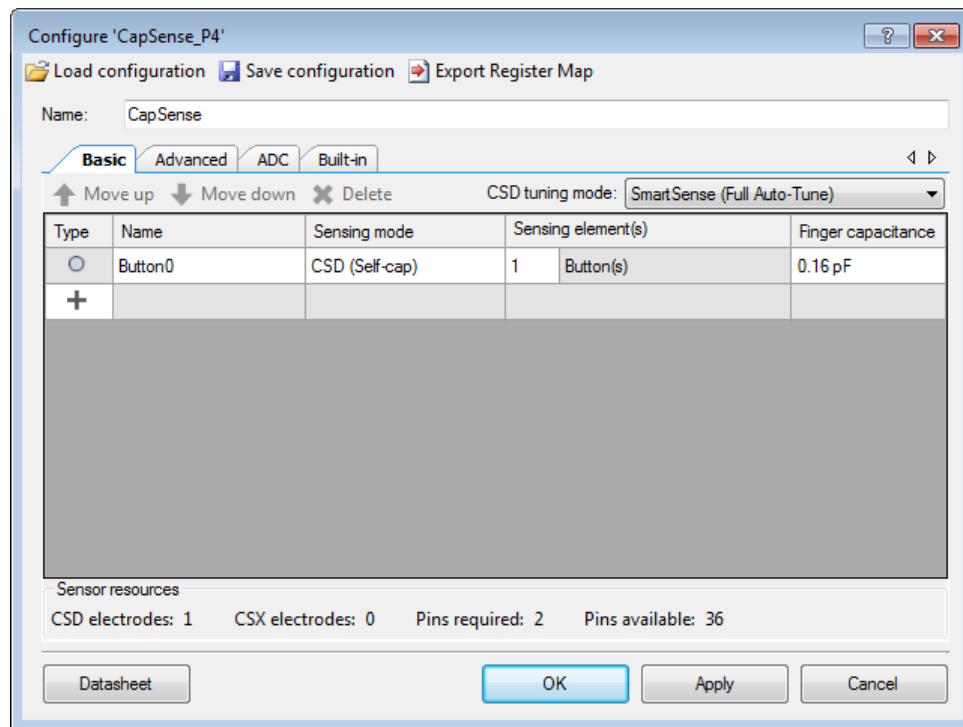 Configure 'CapSense_P4'
Load configuration Save configuration Export Register Map
Name: CapSense
Basic Advanced ADC Built-in
Move up Move down Delete CSD tuning mode: SmartSense (Full Auto-Tune)
Type Name Sensing mode Sensing element(s) Finger capacitance
Button0 CSD (Self-cap) 1 Button(s) 0.16 pF
Sensor resources
CSD electrodes: 1 CSX electrodes: 0 Pins required: 2 Pins available: 36
Datasheet OK Apply Cancel